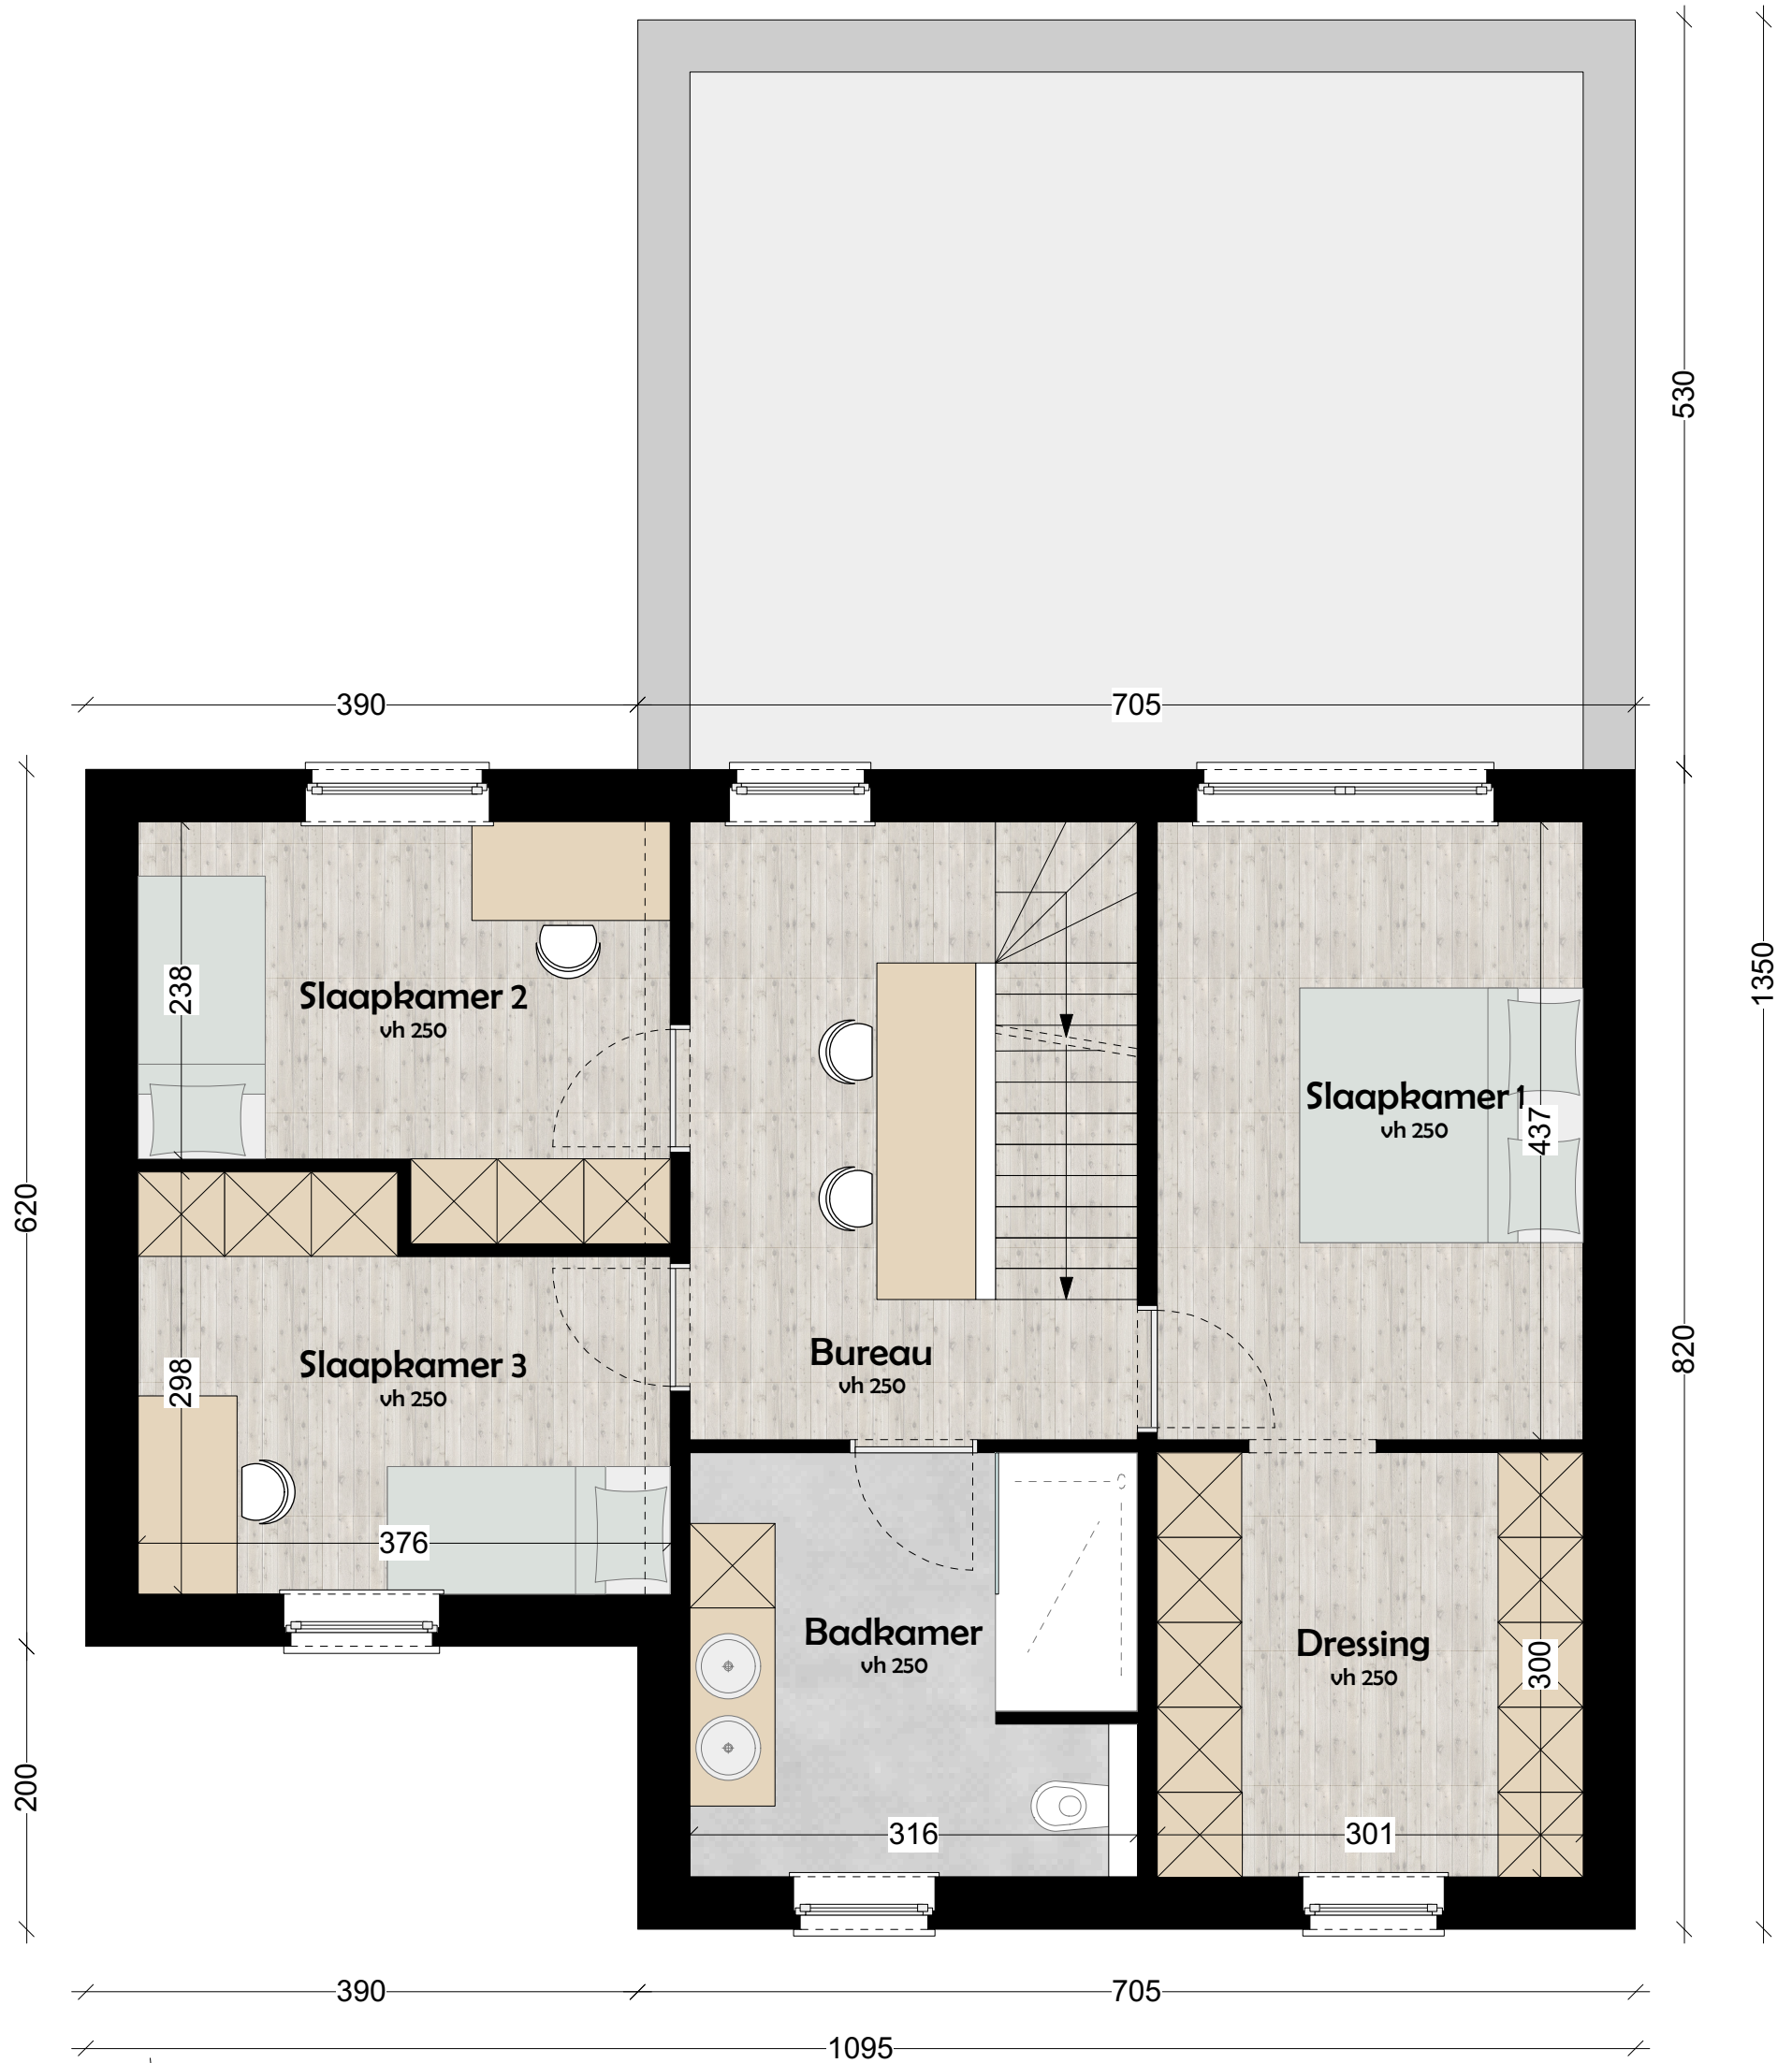 530
390
705
1350
238
Slaapkamer 2
vh 250
Slaapkamer 1
vh 250
437
620
820
298
Slaapkamer 3
vh 250
Bureau
vh 250
376
Badkamer
vh 250
Dressing
vh 250
300
200
316
301
390
705
1095